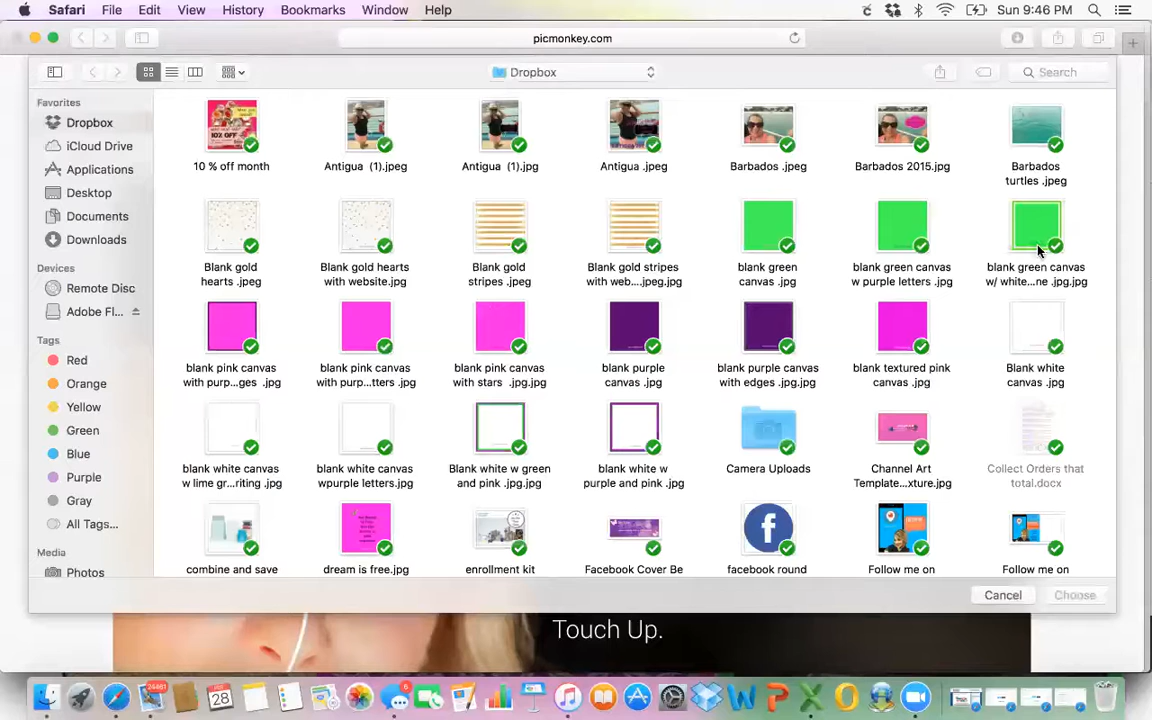 Safari File Edit View History Bookmarks Window Help Sun 9:46 PM
picmonkey.com
Dropbox Search
Favorites
Dropbox
iCloud Drive
Applications
Desktop
Documents
Downloads
Devices
Remote Disc
Adobe Fl...
Tags
Red
Orange
Yellow
Green
Blue
Purple
Gray
All Tags...
Media
Photos
10 % off month Antigua (1).jpeg Antigua (1).jpg Antigua .jpeg Barbados .jpeg Barbados 2015.jpg Barbados
turtles .jpeg
Blank gold Blank gold hearts Blank gold Blank gold stripes blank green blank green canvas blank green canvas
hearts .jpeg with website.jpg stripes .jpeg with web....jpeg.jpg canvas .jpg w purple letters .jpg w/ white...ne .jpg.jpg
blank pink canvas blank pink canvas blank pink canvas blank purple blank purple canvas blank textured pink Blank white
with purp...ges .jpg with purp...tters .jpg with stars .jpg.jpg canvas .jpg with edges .jpg.jpg canvas .jpg canvas .jpg
blank white canvas blank white canvas Blank white w green blank white w Camera Uploads Channel Art Collect Orders that
w lime gr...riting .jpg wpurple letters.jpg and pink .jpg.jpg purple and pink .jpg Template...xture.jpg total.docx
combine and save dream is free.jpg enrollment kit Facebook Cover Be facebook round Follow me on Follow me on
Cancel Choose
Touch Up.
28